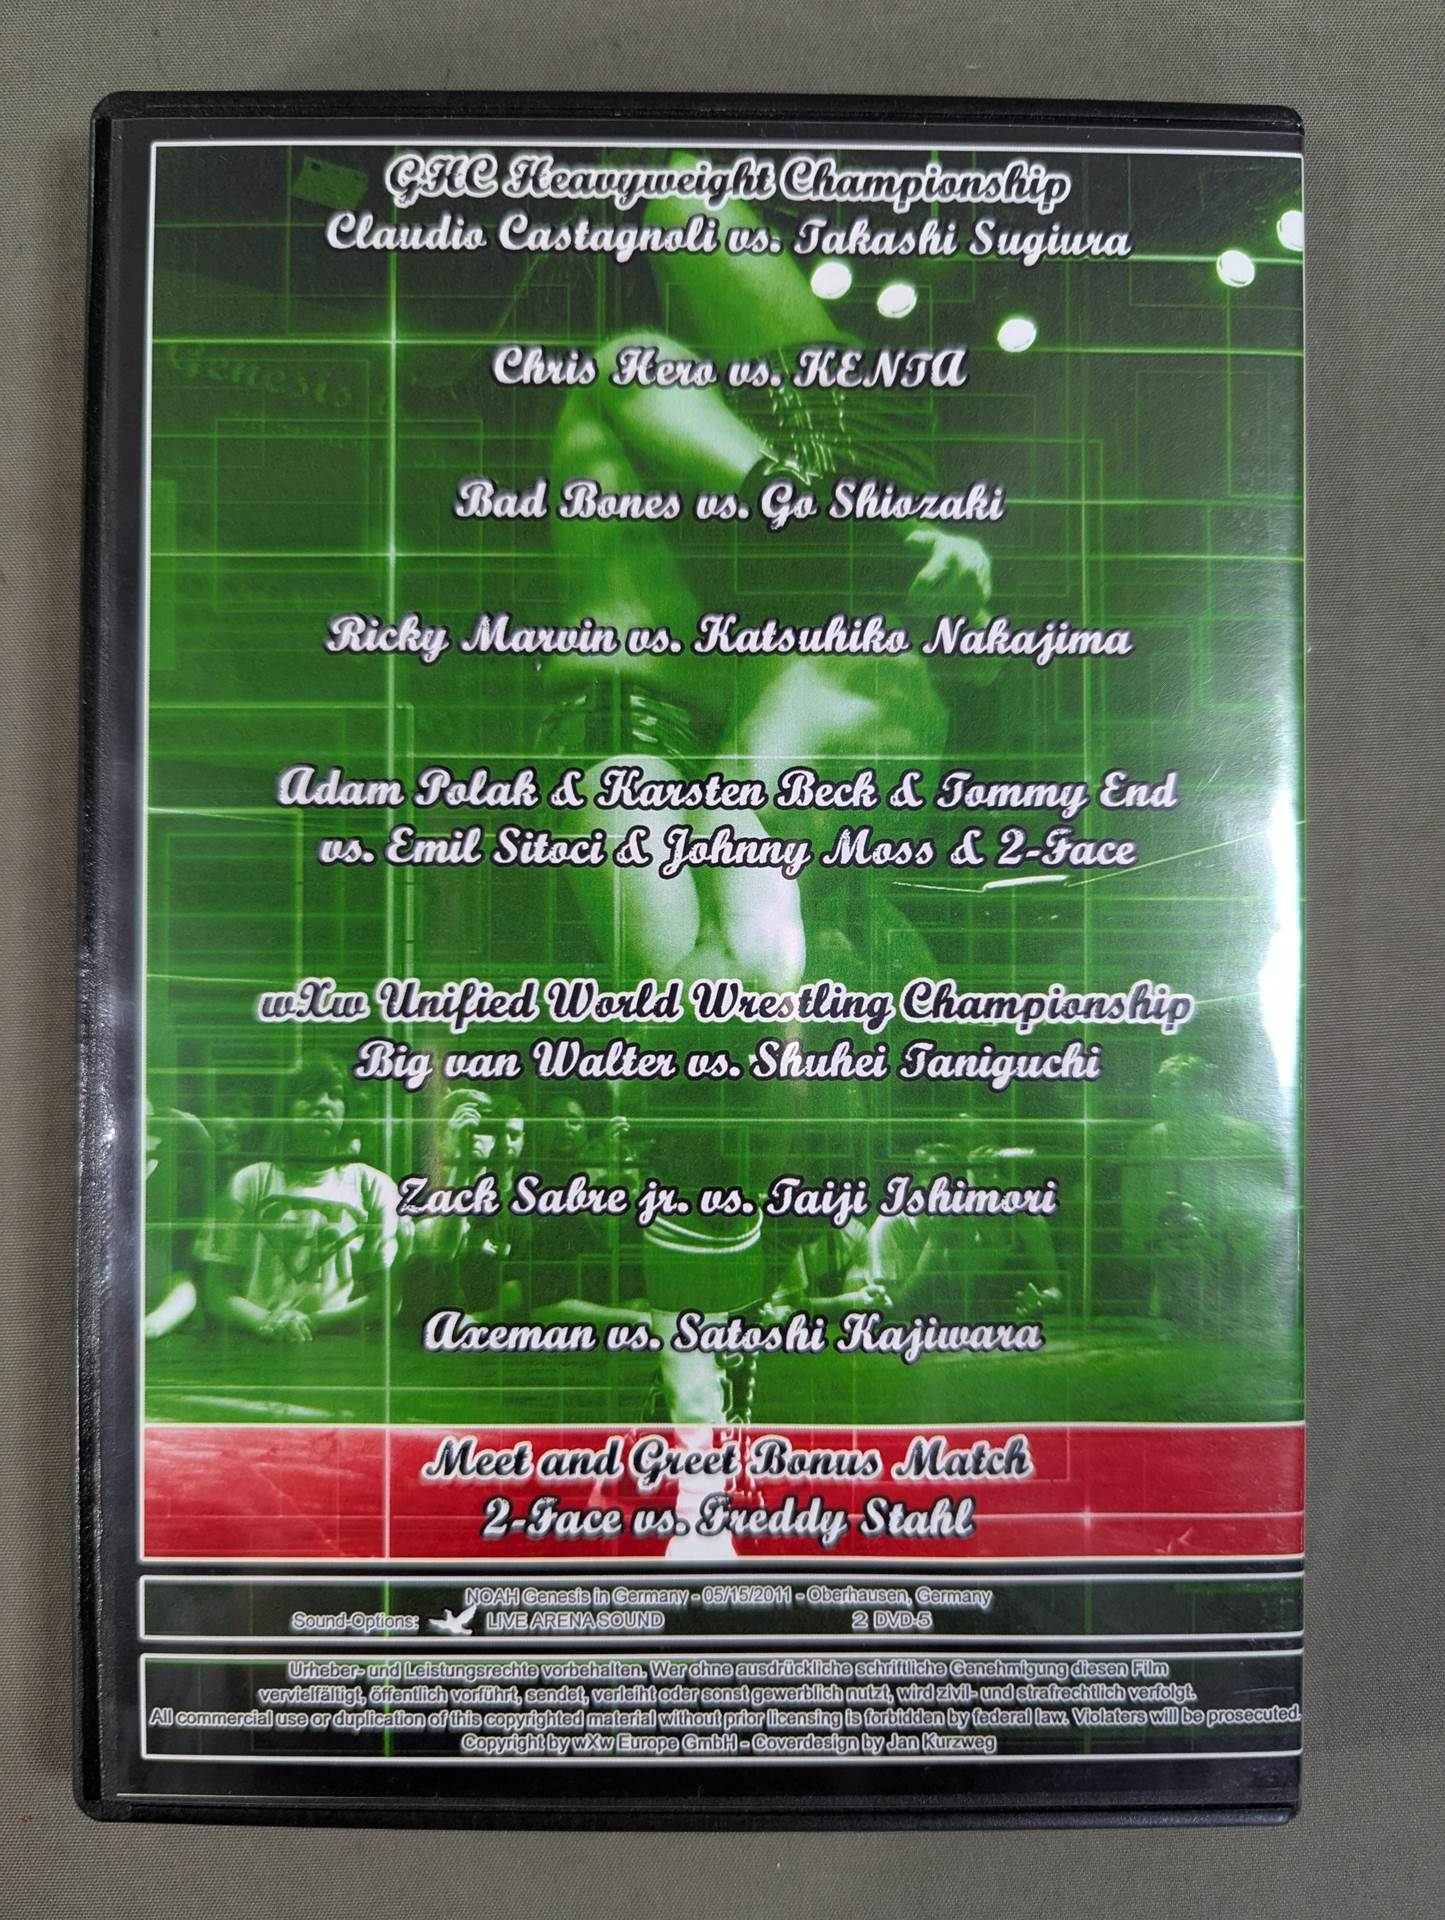 GHC Heavyweight Championship
Claudio Castagnoli vs. Takashi Sugiura
Chris Hero vs. KENTA
Bad Bones vs. Go Shiozaki
Ricky Marvin vs. Katsuhiko Nakajima
Adam Polak & Karsten Beck & Tommy End
vs. Emil Sitoci & Johnny Moss & 2-Face
wXw Unified World Wrestling Championship
Big van Walter vs. Shuhei Taniguchi
Zack Sabre jr. vs. Taiji Ishimori
Axeman vs. Satoshi Kajiwara
Meet and Greet Bonus Match
2-Face vs. Freddy Stahl
NOAH Genesis in Germany - 05/15/2011 - Oberhausen, Germany
Sound-Options: LIVE ARENA SOUND 2 DVD-5
Urheber- und Leistungsrechte vorbehalten. Wer ohne ausdrückliche schriftliche Genehmigung diesen Film
vervielfältigt, öffentlich vorführt, sendet, verleiht oder sonst gewerblich nutzt, wird zivil- und strafrechtlich verfolgt.
All commercial use or duplication of this copyrighted material without prior licensing is forbidden by federal law. Violaters will be prosecuted.
Copyright by wXw Europe GmbH - Coverdesign by Jan Kurzweg